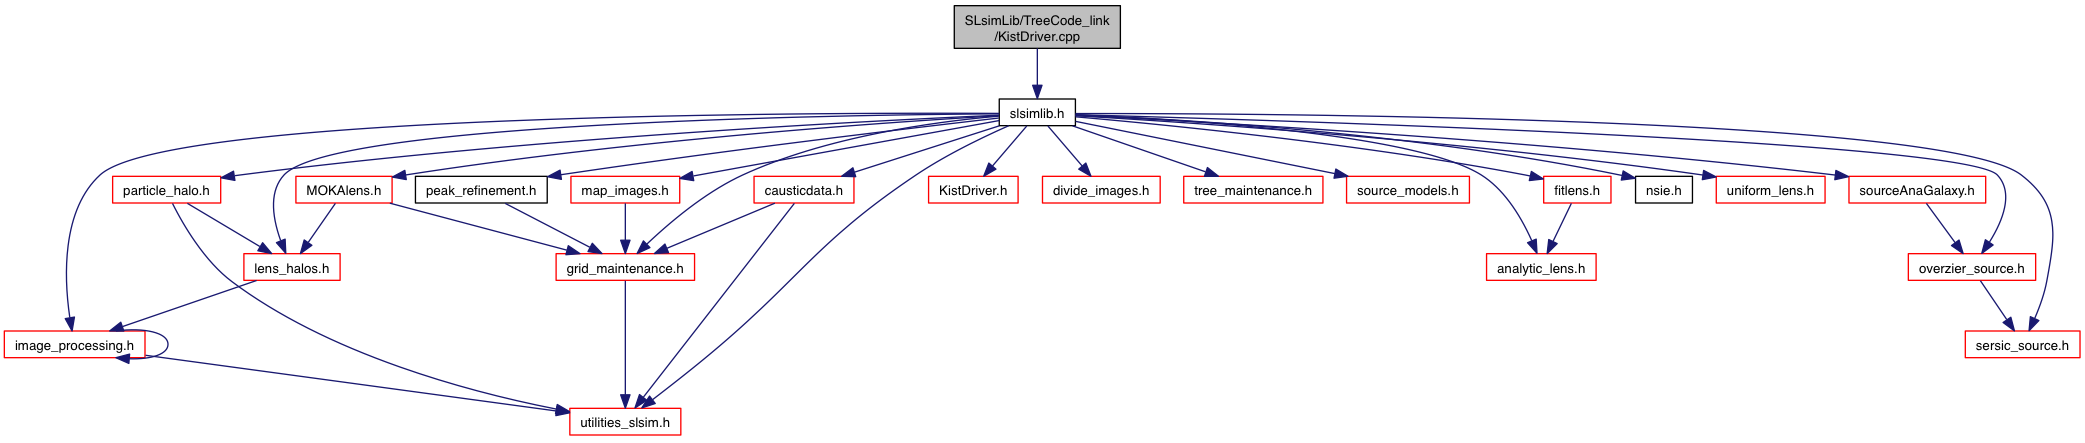 SLsimLib/TreeCode_link
/KistDriver.cpp
slsimlib.h
particle_halo.h
MOKAlens.h
peak_refinement.h
map_images.h
causticdata.h
KistDriver.h
divide_images.h
tree_maintenance.h
source_models.h
fitlens.h
nsie.h
uniform_lens.h
sourceAnaGalaxy.h
lens_halos.h
grid_maintenance.h
analytic_lens.h
overzier_source.h
image_processing.h
sersic_source.h
utilities_slsim.h